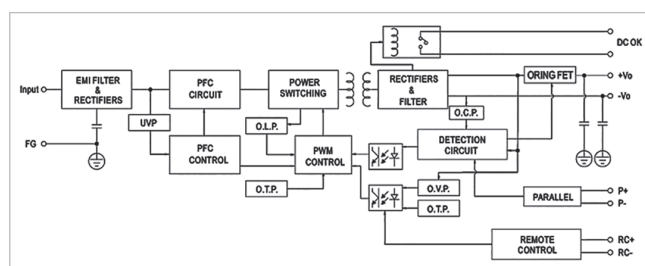 DC OK
Input
EMI FILTER
&
RECTIFIERS
PFC
CIRCUIT
POWER
SWITCHING
RECTIFIERS
&
FILTER
ORING FET
+Vo
-Vo
UVP
O.L.P.
O.C.P.
FG
PFC
CONTROL
PWM
CONTROL
DETECTION
CIRCUIT
O.T.P.
O.V.P.
O.T.P.
PARALLEL
P+
P-
REMOTE
CONTROL
RC+
RC-